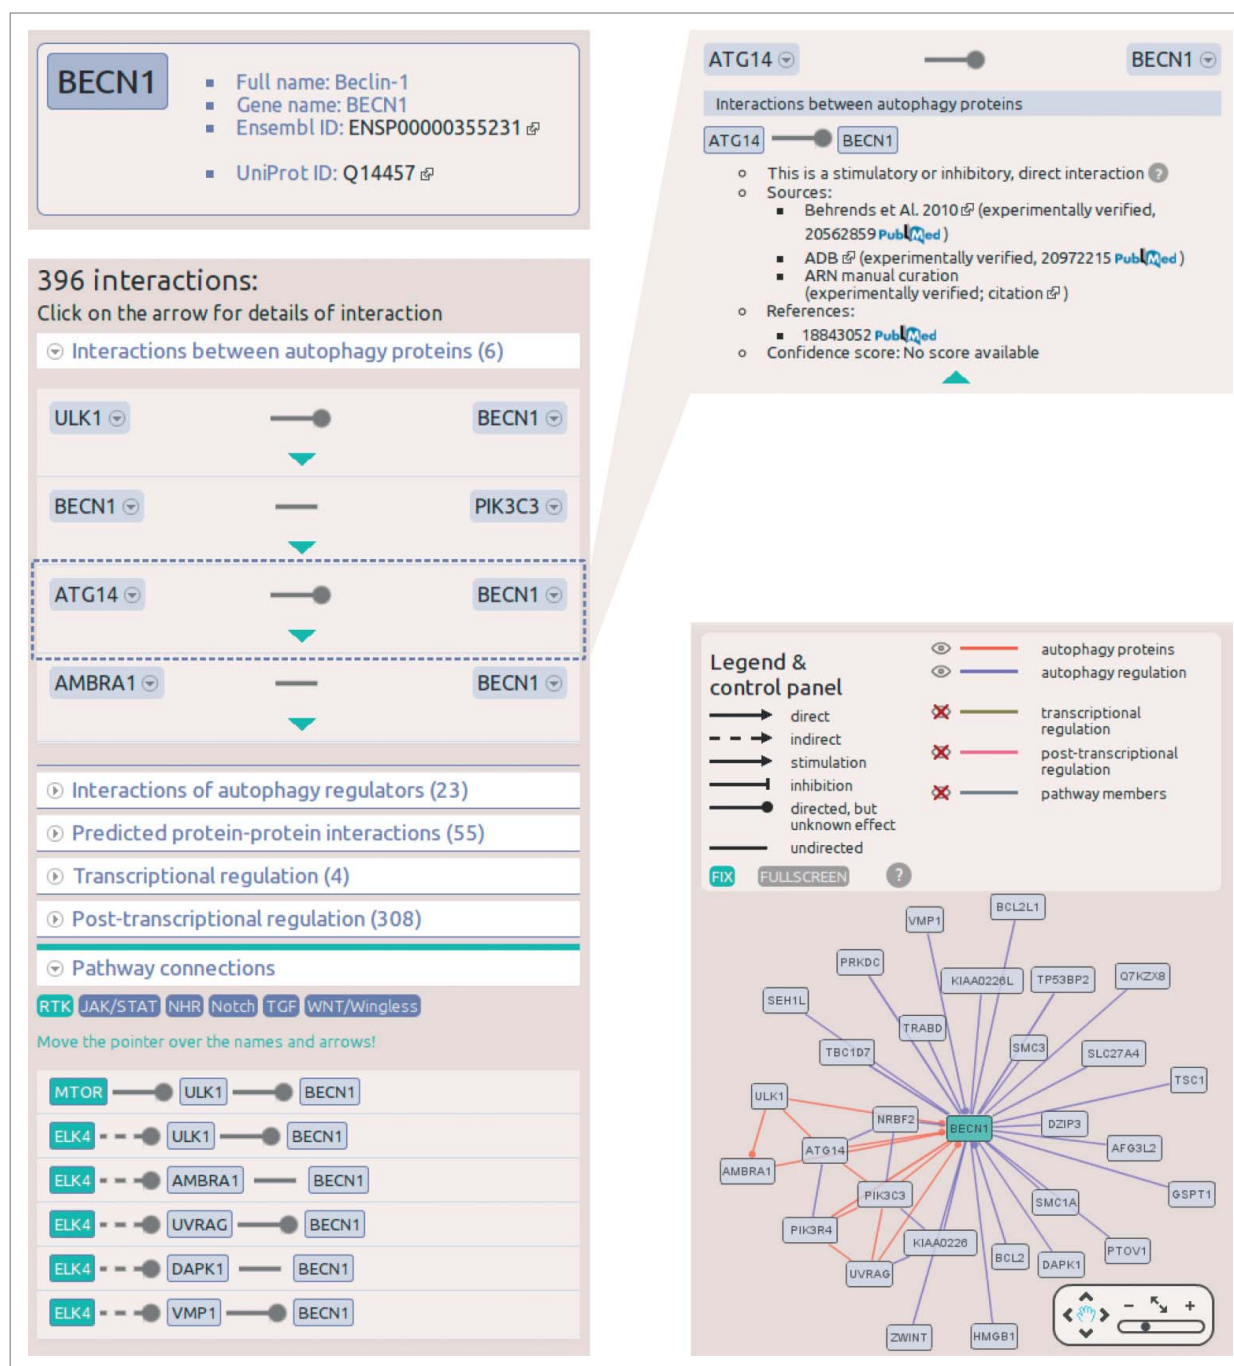 BECN1
Full name: Beclin-1
Gene name: BECN1
Ensembl ID: ENSP00000355231
UniProt ID: Q14457
396 interactions:
Click on the arrow for details of interaction
Interactions between autophagy proteins (6)
ULK1 BECN1
BECN1 PIK3C3
ATG14 BECN1
AMBRA1 BECN1
Interactions of autophagy regulators (23)
Predicted protein-protein interactions (55)
Transcriptional regulation (4)
Post-transcriptional regulation (308)
Pathway connections
RTK JAK/STAT NHR Notch TGF WNT/Wingless
Move the pointer over the names and arrows!
MTOR ULK1 BECN1
ELK4 ULK1 BECN1
ELK4 AMBRA1 BECN1
ELK4 UVRAG BECN1
ELK4 DAPK1 BECN1
ELK4 VMP1 BECN1
ATG14 BECN1
Interactions between autophagy proteins
ATG14 BECN1
This is a stimulatory or inhibitory, direct interaction ?
Sources:
Behrends et Al. 2010 (experimentally verified,
20562859 PubMed )
ADB (experimentally verified, 20972215 PubMed )
ARN manual curation
(experimentally verified; citation )
References:
18843052 PubMed
Confidence score: No score available
Legend &
control panel
direct
indirect
stimulation
inhibition
directed, but
unknown effect
undirected
autophagy proteins
autophagy regulation
transcriptional
regulation
post-transcriptional
regulation
pathway members
FIX FULLSCREEN ?
BCL2L1
VMP1
PRKDC
KIAA0226L
TP53BP2
Q7KZX8
SEH1L
TRABD
SMC3
TBC1D7
SLC27A4
TSC1
ULK1
NRBF2
BECN1
DZIP3
AFG3L2
ATG14
AMBRA1
PIK3C3
SMC1A
GSPT1
PIK3R4
KIAA0226
BCL2
DAPK1
PTOV1
UVRAG
ZWINT
HMGB1